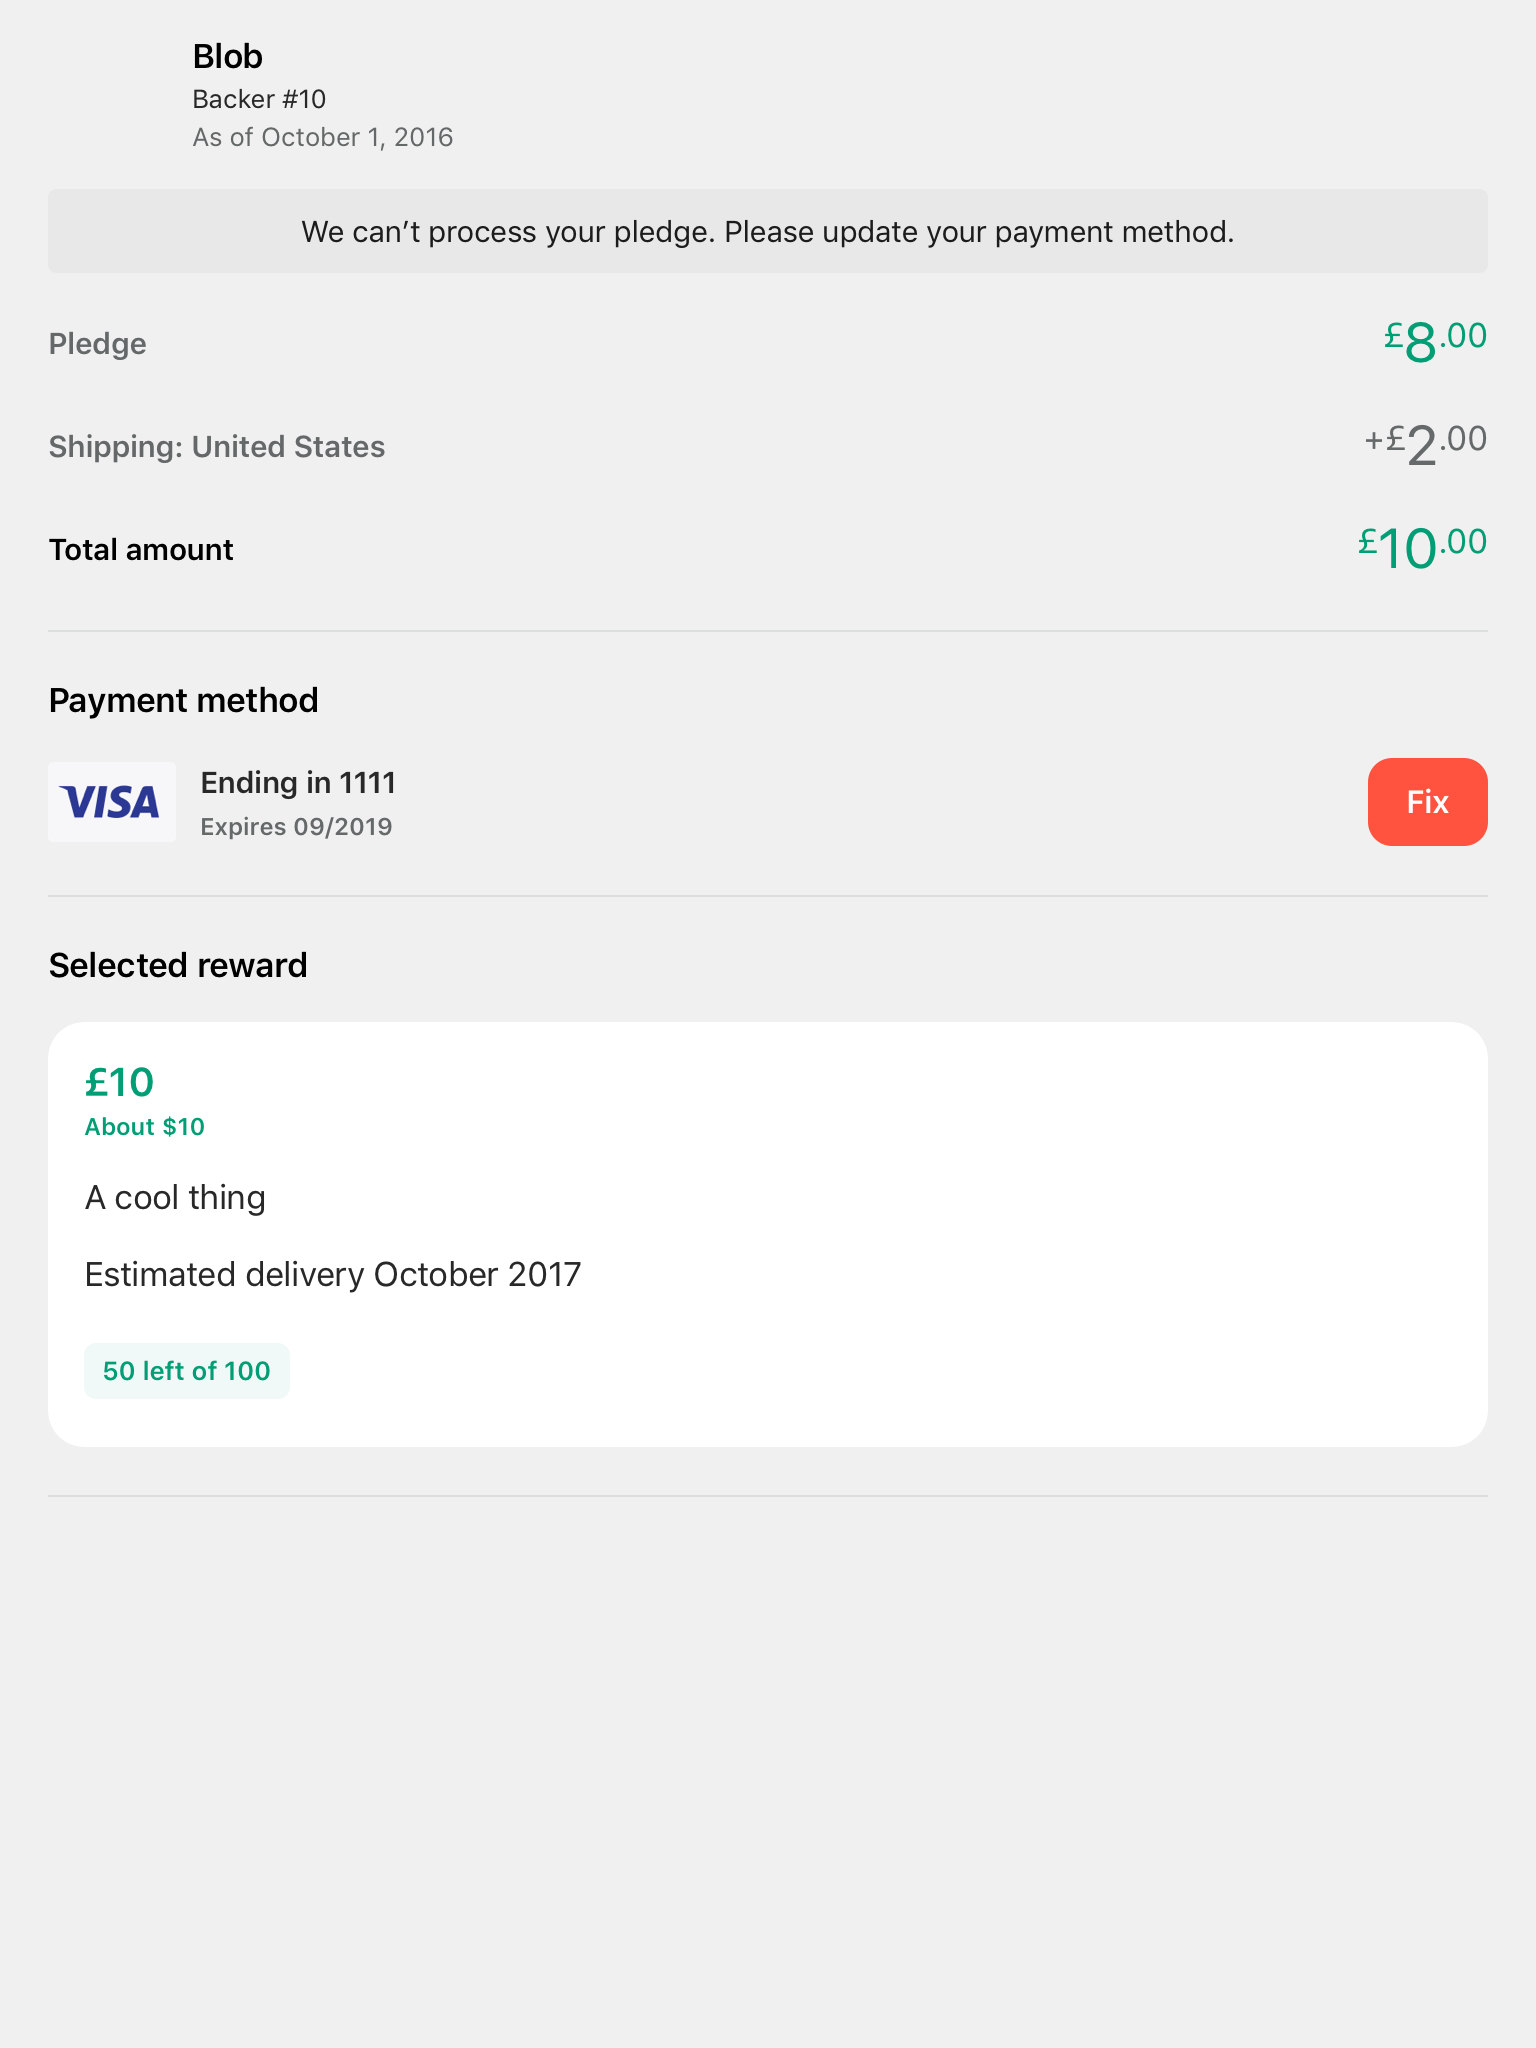 Blob
Backer #10
As of October 1, 2016
We can’t process your pledge. Please update your payment method.
Pledge £8.00
Shipping: United States +£2.00
Total amount £10.00
Payment method
VISA
Ending in 1111
Expires 09/2019
Fix
Selected reward
£10
About $10
A cool thing
Estimated delivery October 2017
50 left of 100